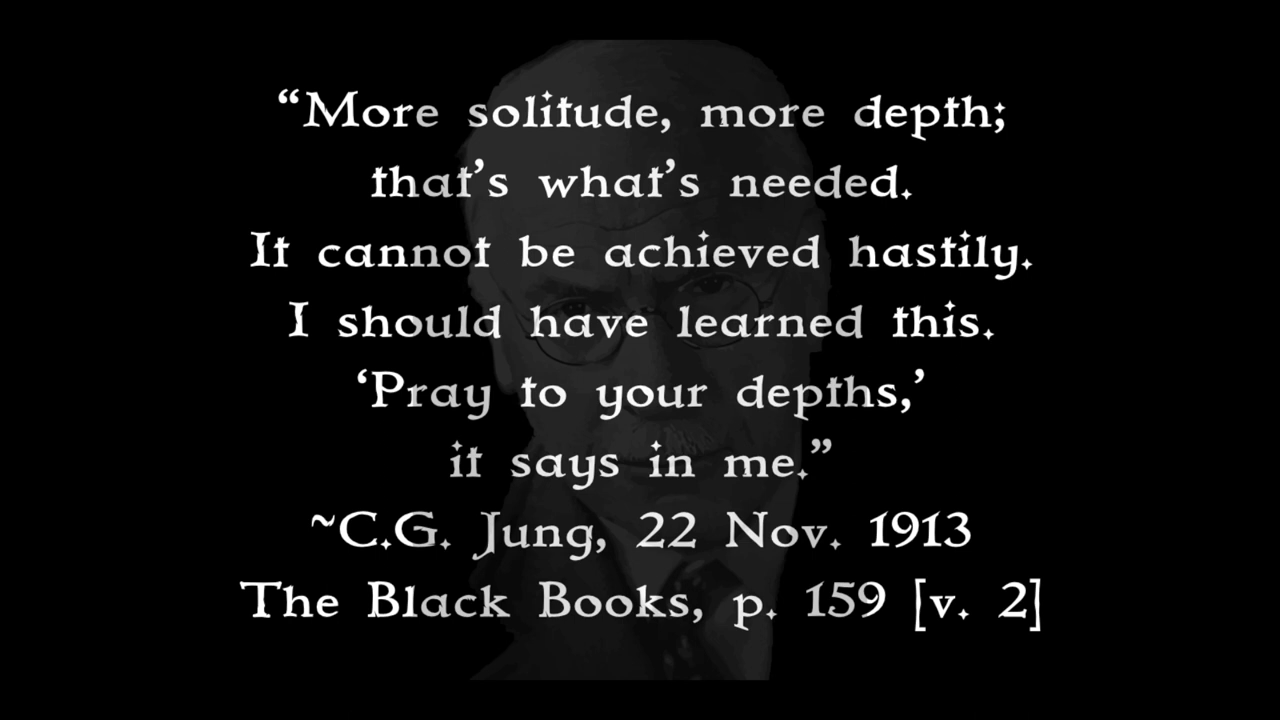 “More solitude, more depth;
that’s what’s needed.
It cannot be achieved hastily.
I should have learned this.
‘Pray to your depths,’
it says in me.”
~C.G. Jung, 22 Nov. 1913
The Black Books, p. 159 [v. 2]